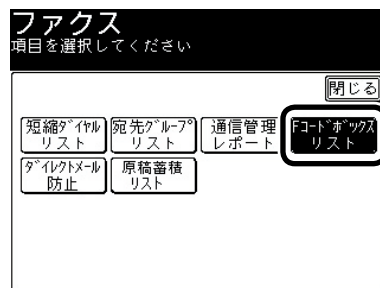 ファクス
項目を選択してください
閉じる
短縮ダイヤル
リスト
宛先グループ
リスト
通信管理
レポート
Fコードボックス
リスト
ダイレクトメール
防止
原稿蓄積
リスト